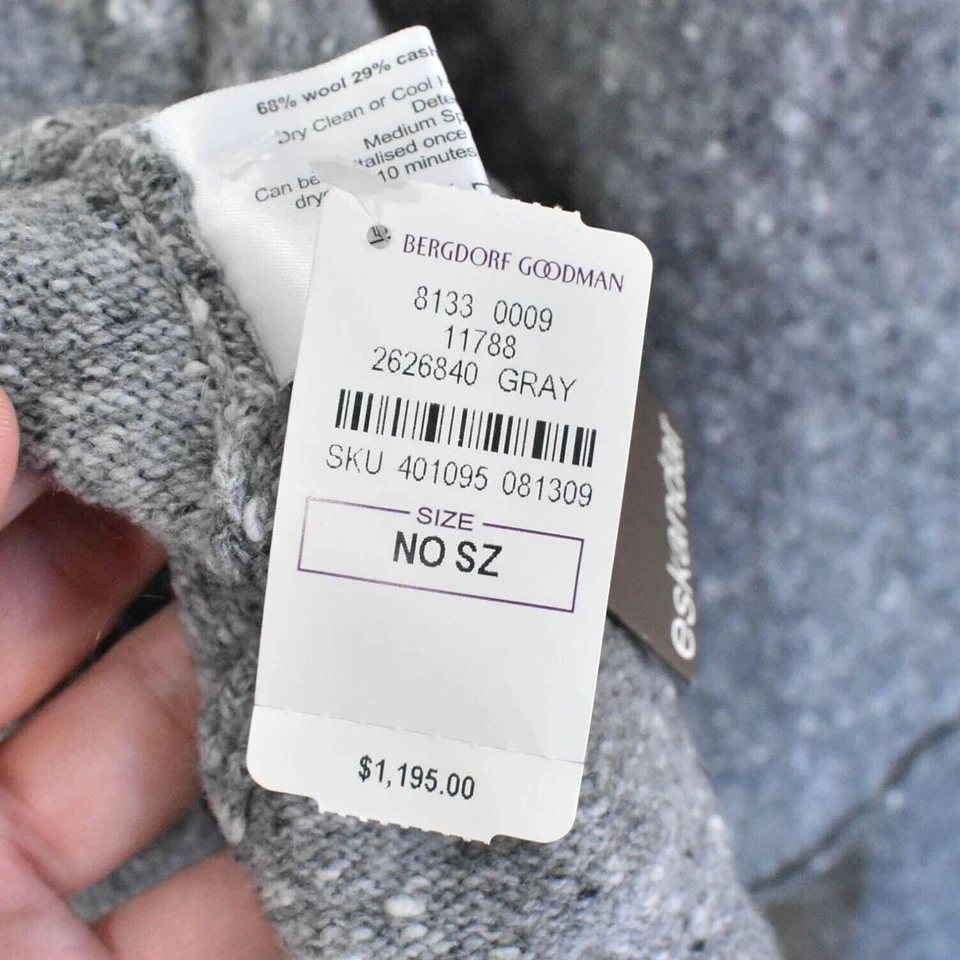 68% wool 29% cash
Dry Clean or Cool
Dete
Medium Sp
talised once
Can be
10 minutes
dry
BERGDORF GOODMAN
8133 0009
11788
2626840 GRAY
SKU 401095 081309
SIZE
NO SZ
$1,195.00
eskandar